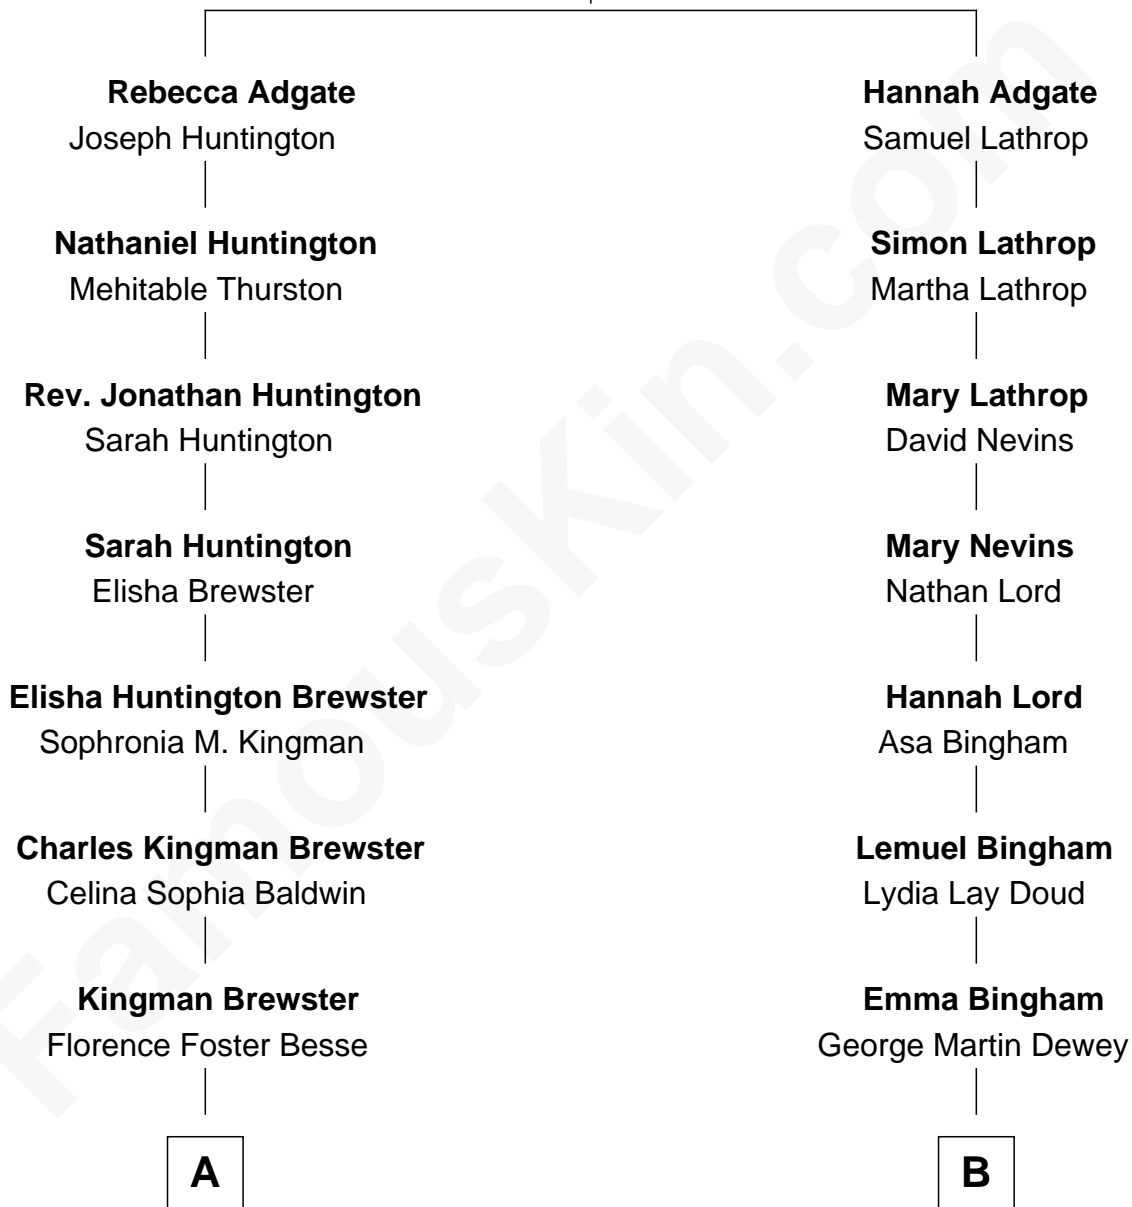 Rebecca Adgate
Joseph Huntington
Nathaniel Huntington
Mehitable Thurston
Rev. Jonathan Huntington
Sarah Huntington
Sarah Huntington
Elisha Brewster
Elisha Huntington Brewster
Sophronia M. Kingman
Charles Kingman Brewster
Celina Sophia Baldwin
Kingman Brewster
Florence Foster Besse
A
Hannah Adgate
Samuel Lathrop
Simon Lathrop
Martha Lathrop
Mary Lathrop
David Nevins
Mary Nevins
Nathan Lord
Hannah Lord
Asa Bingham
Lemuel Bingham
Lydia Lay Doud
Emma Bingham
George Martin Dewey
B
FamousKin.com